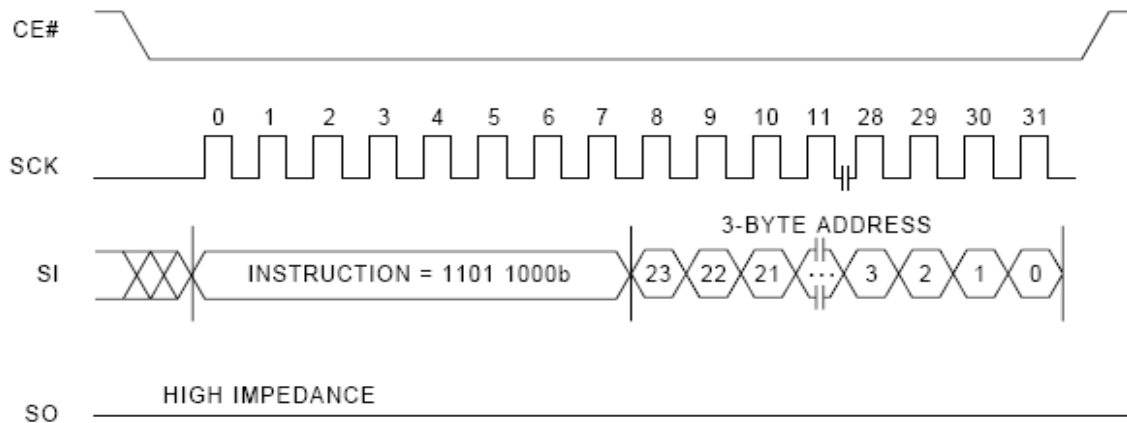 CE#
0 1 2 3 4 5 6 7 8 9 10 11 28 29 30 31
SCK
3-BYTE ADDRESS
SI INSTRUCTION = 1101 1000b 23 22 21 ... 3 2 1 0
HIGH IMPEDANCE
SO